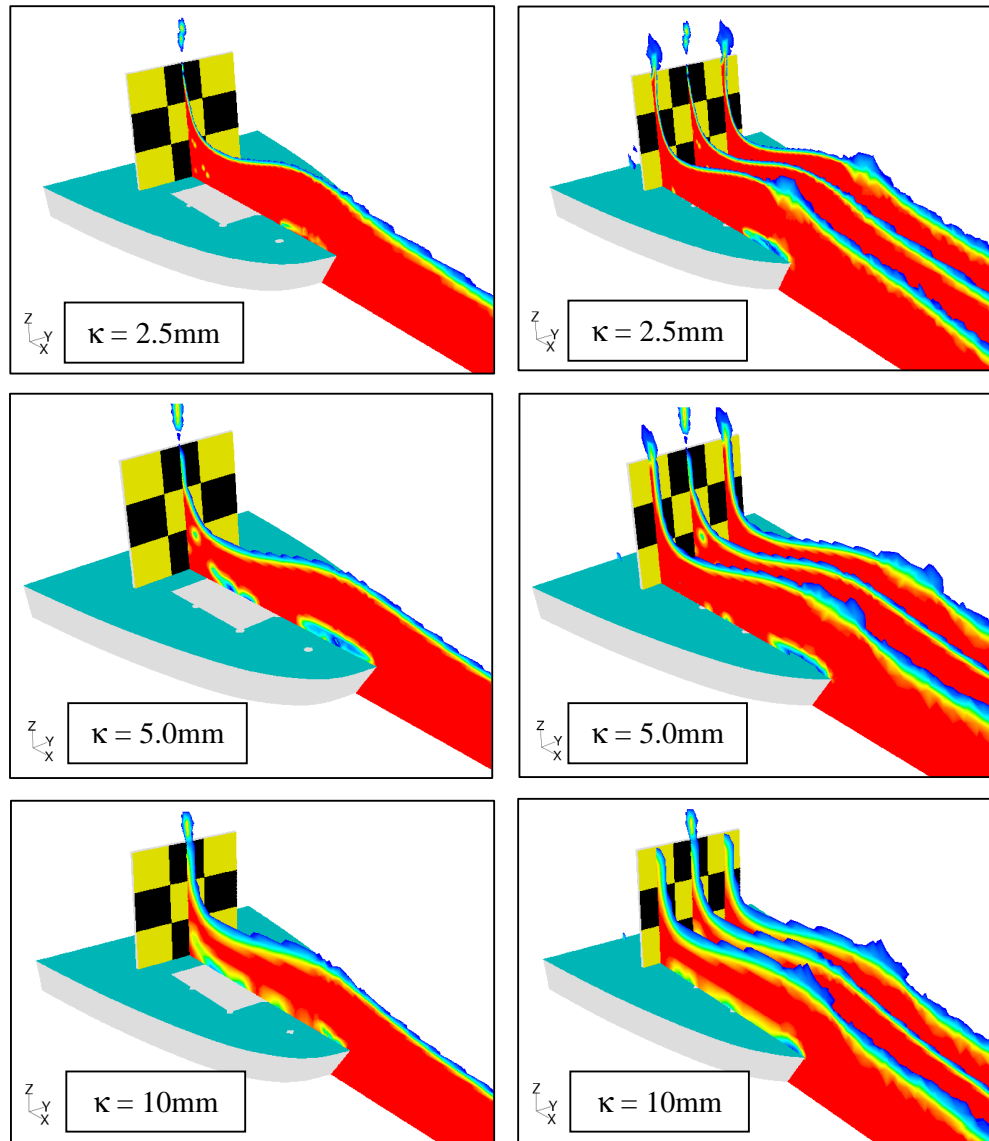 Z
Y
X
κ = 2.5mm
Z
Y
X
κ = 2.5mm
Z
Y
X
κ = 5.0mm
Z
Y
X
κ = 5.0mm
Z
Y
X
κ = 10mm
Z
Y
X
κ = 10mm